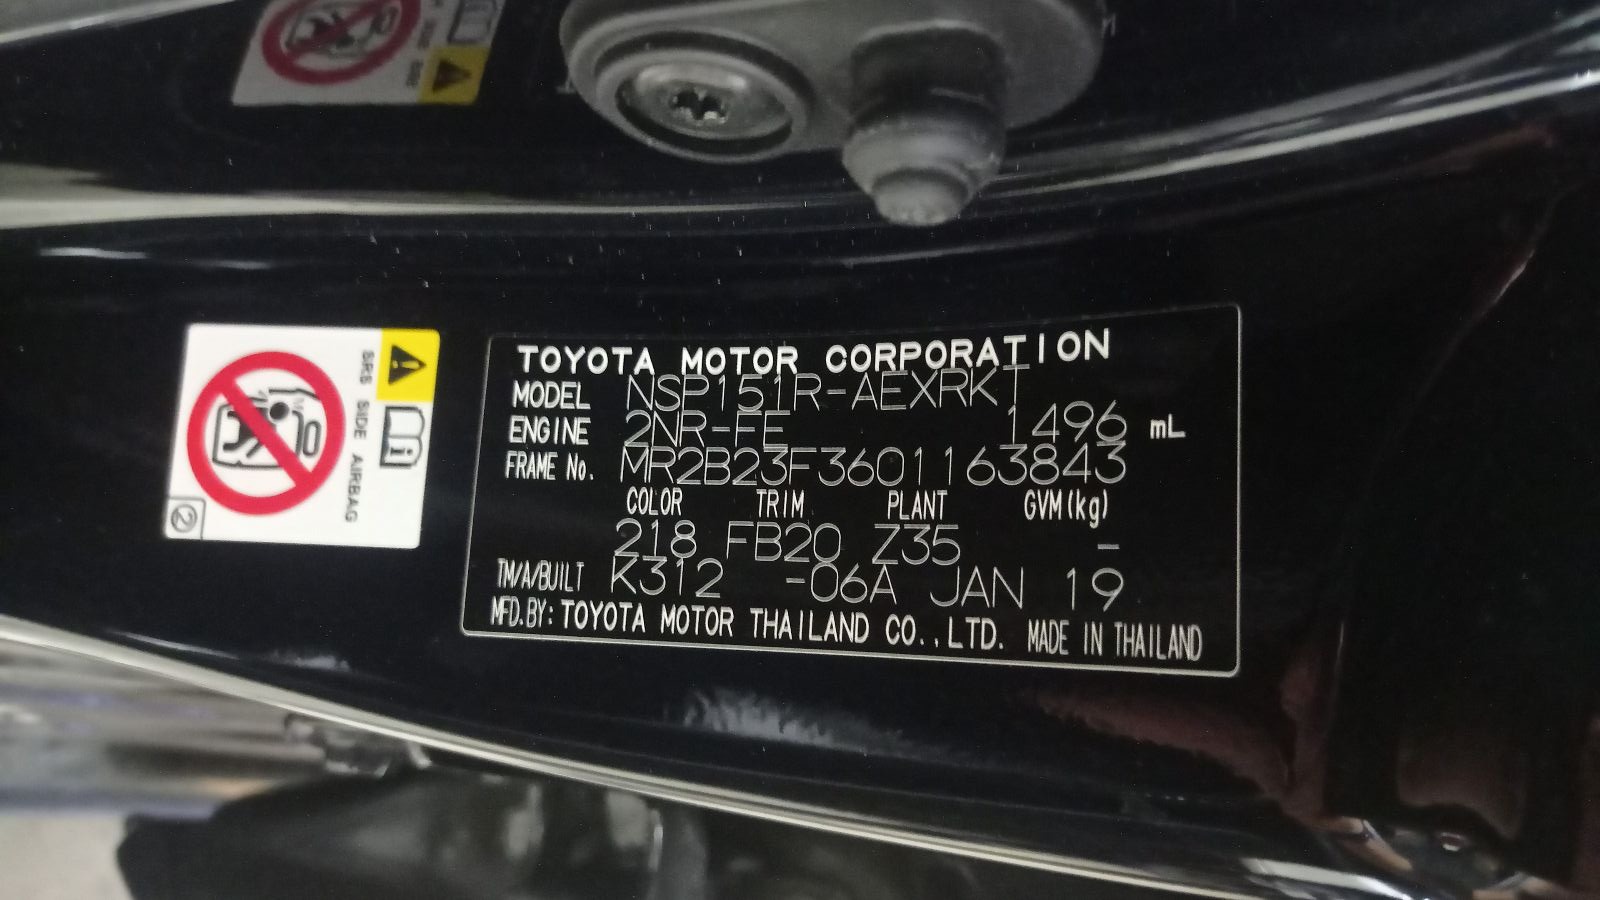 TOYOTA MOTOR CORPORATION
MODEL NSP151R-AEXRKT
ENGINE 2NR-FE 1496 mL
FRAME No. MR2B23F3601163843
COLOR TRIM PLANT GVM(kg)
218 FB20 Z35 -
TM/A/BUILT K312 -06A JAN 19
MFD.BY: TOYOTA MOTOR THAILAND CO.,LTD. MADE IN THAILAND
SRS SIDE AIRBAG
2